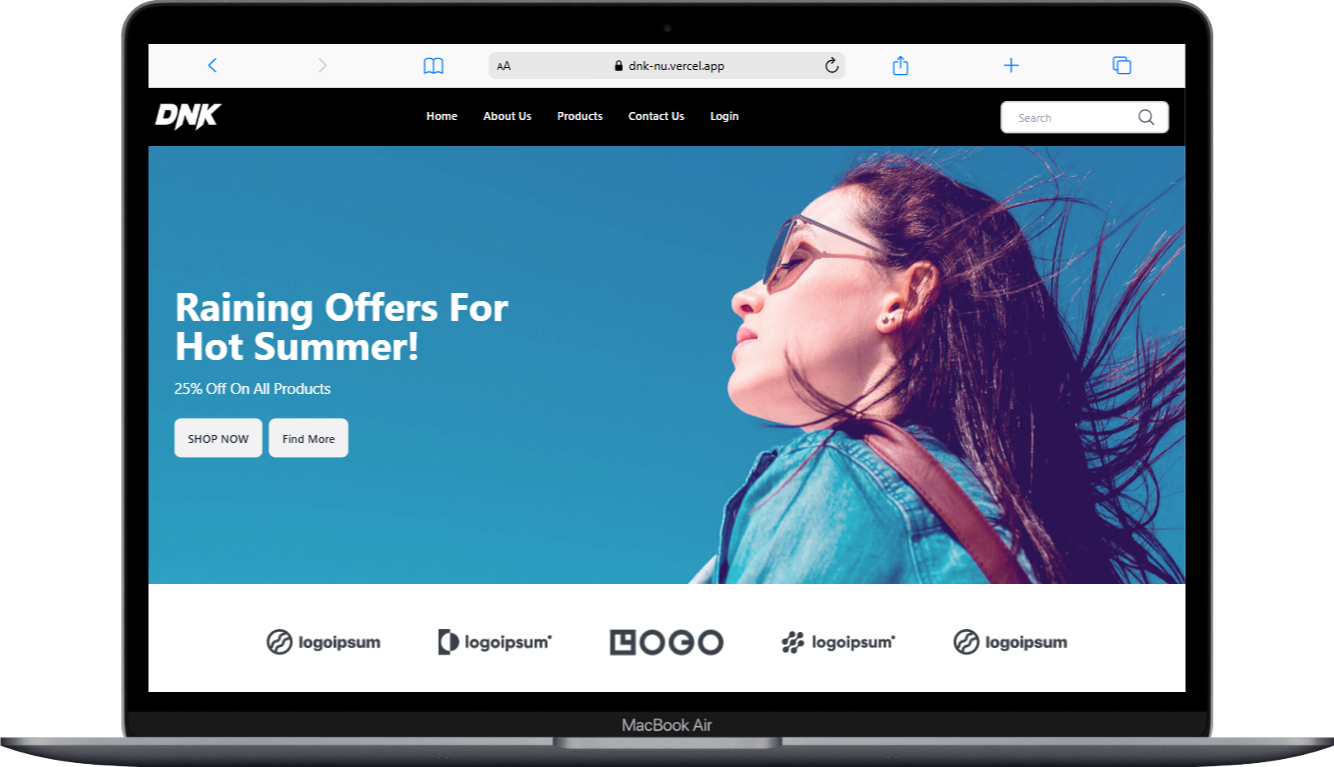 AA dnk-nu.vercel.app
DNK
Home About Us Products Contact Us Login
Search
Raining Offers For
Hot Summer!
25% Off On All Products
SHOP NOW Find More
logoipsum logoipsum LOGO logoipsum logoipsum
MacBook Air